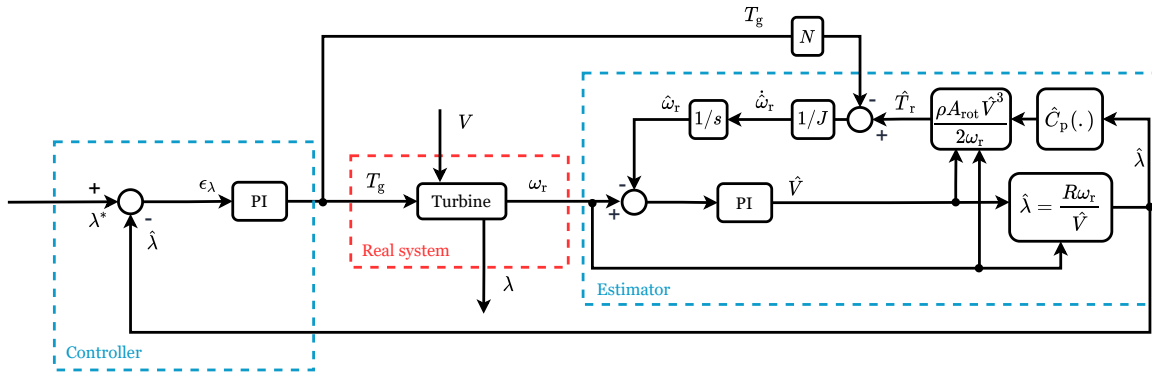 T_g
N
ω̂_r
1/s
ω̂̇_r
1/J
-
+
T̂_r
ρA_rot V̂^3
2ω_r
Ĉ_p(.)
λ̂
V
+
λ*
-
λ̂
ϵ_λ
PI
T_g
Turbine
ω_r
Real system
λ
-
+
PI
V̂
λ̂ = Rω_r
V̂
Estimator
Controller